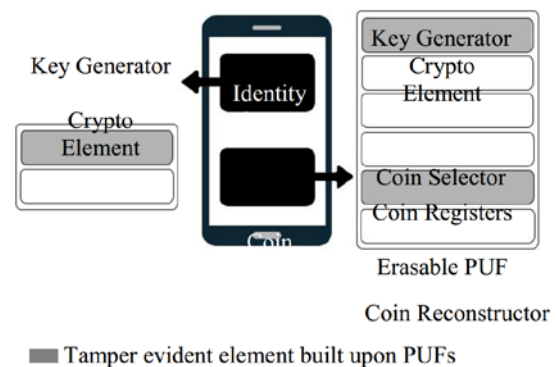 Key Generator
Crypto
Element
Identity
Coin
Key Generator
Crypto
Element
Coin Selector
Coin Registers
Erasable PUF
Coin Reconstructor
Tamper evident element built upon PUFs